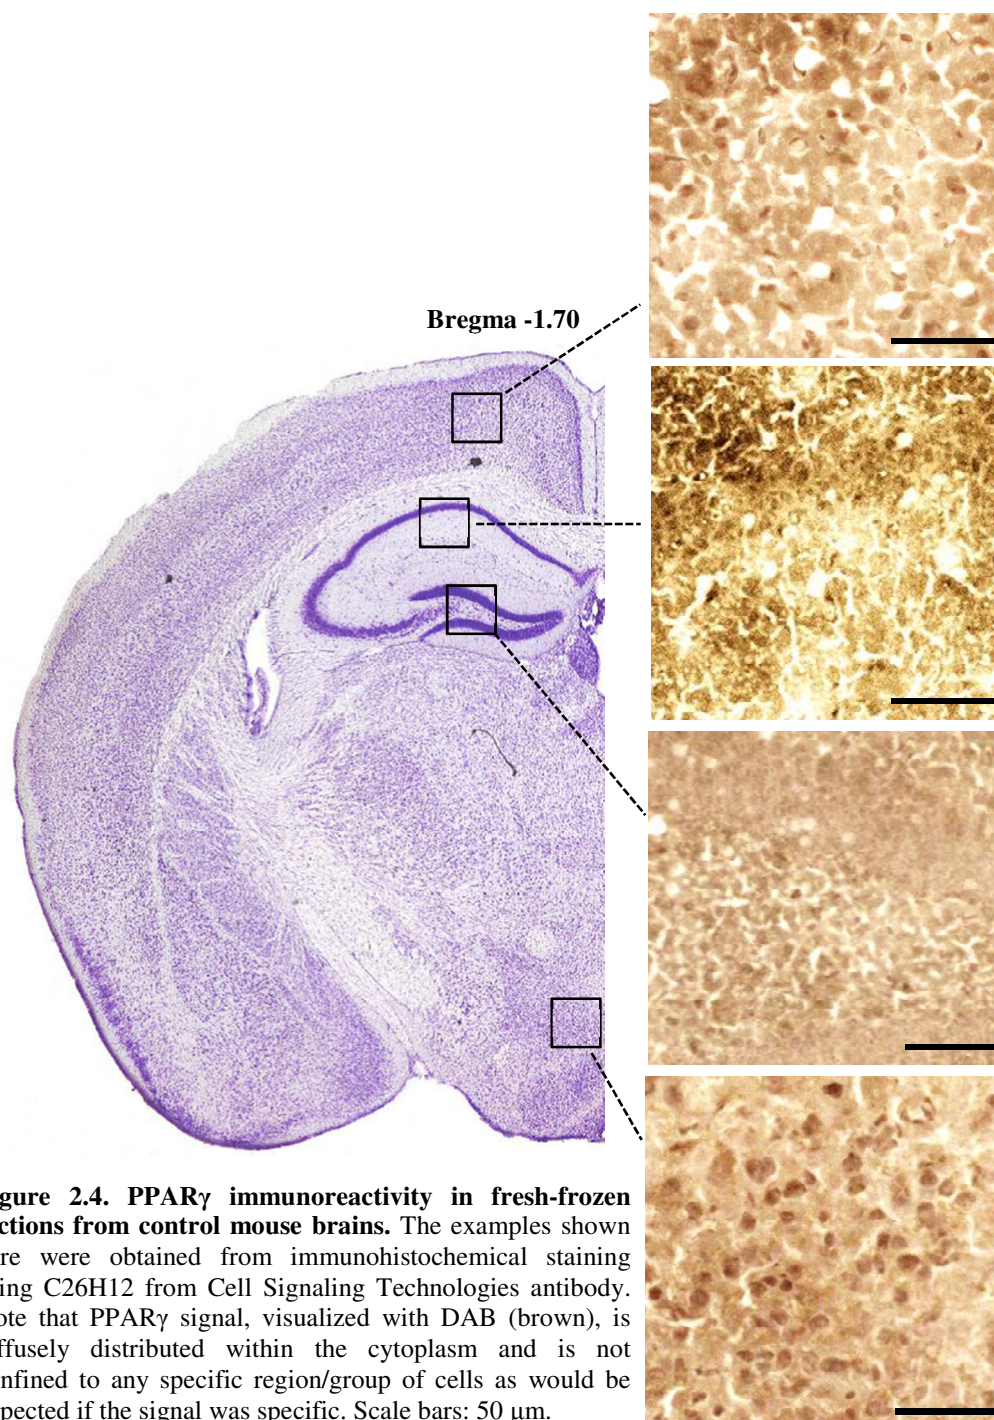 Bregma -1.70
gure 2.4. PPARγ immunoreactivity in fresh-frozen
ctions from control mouse brains. The examples shown
re were obtained from immunohistochemical staining
ing C26H12 from Cell Signaling Technologies antibody.
ote that PPARγ signal, visualized with DAB (brown), is
ffusely distributed within the cytoplasm and is not
nfined to any specific region/group of cells as would be
pected if the signal was specific. Scale bars: 50 μm.